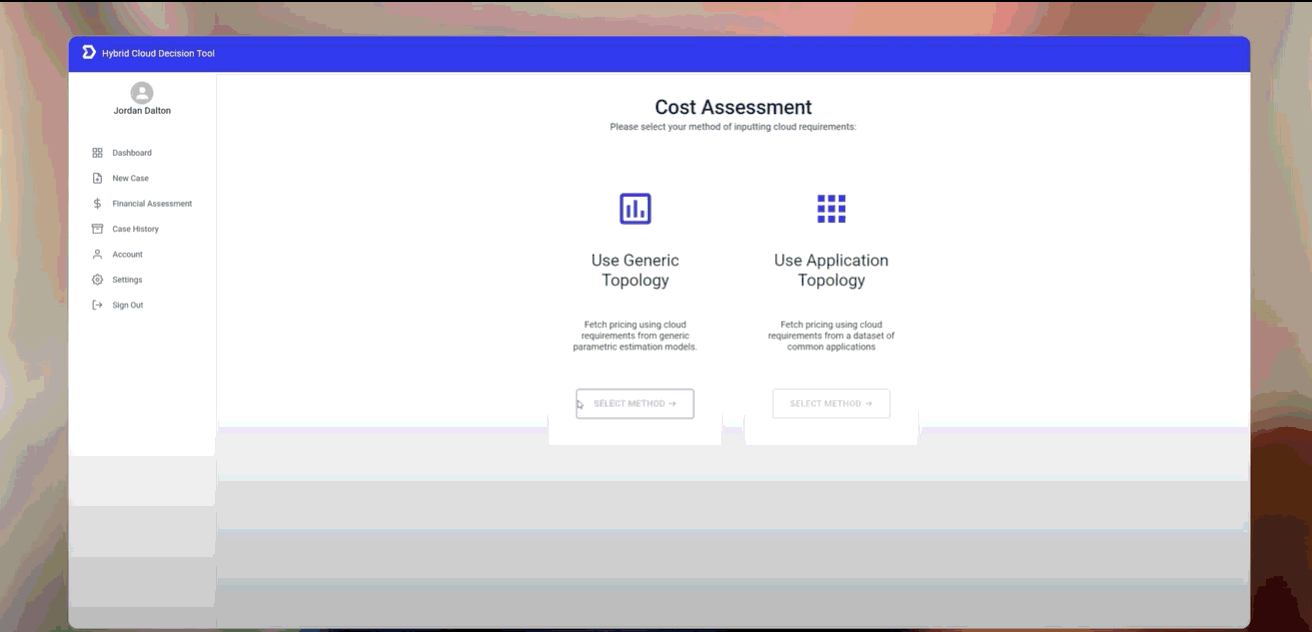 Hybrid Cloud Decision Tool
Jordan Dalton
Dashboard
New Case
Financial Assessment
Case History
Account
Settings
Sign Out
Cost Assessment
Please select your method of inputting cloud requirements:
Use Generic
Topology
Fetch pricing using cloud
requirements from generic
parametric estimation models.
SELECT METHOD →
Use Application
Topology
Fetch pricing using cloud
requirements from a dataset of
common applications
SELECT METHOD →